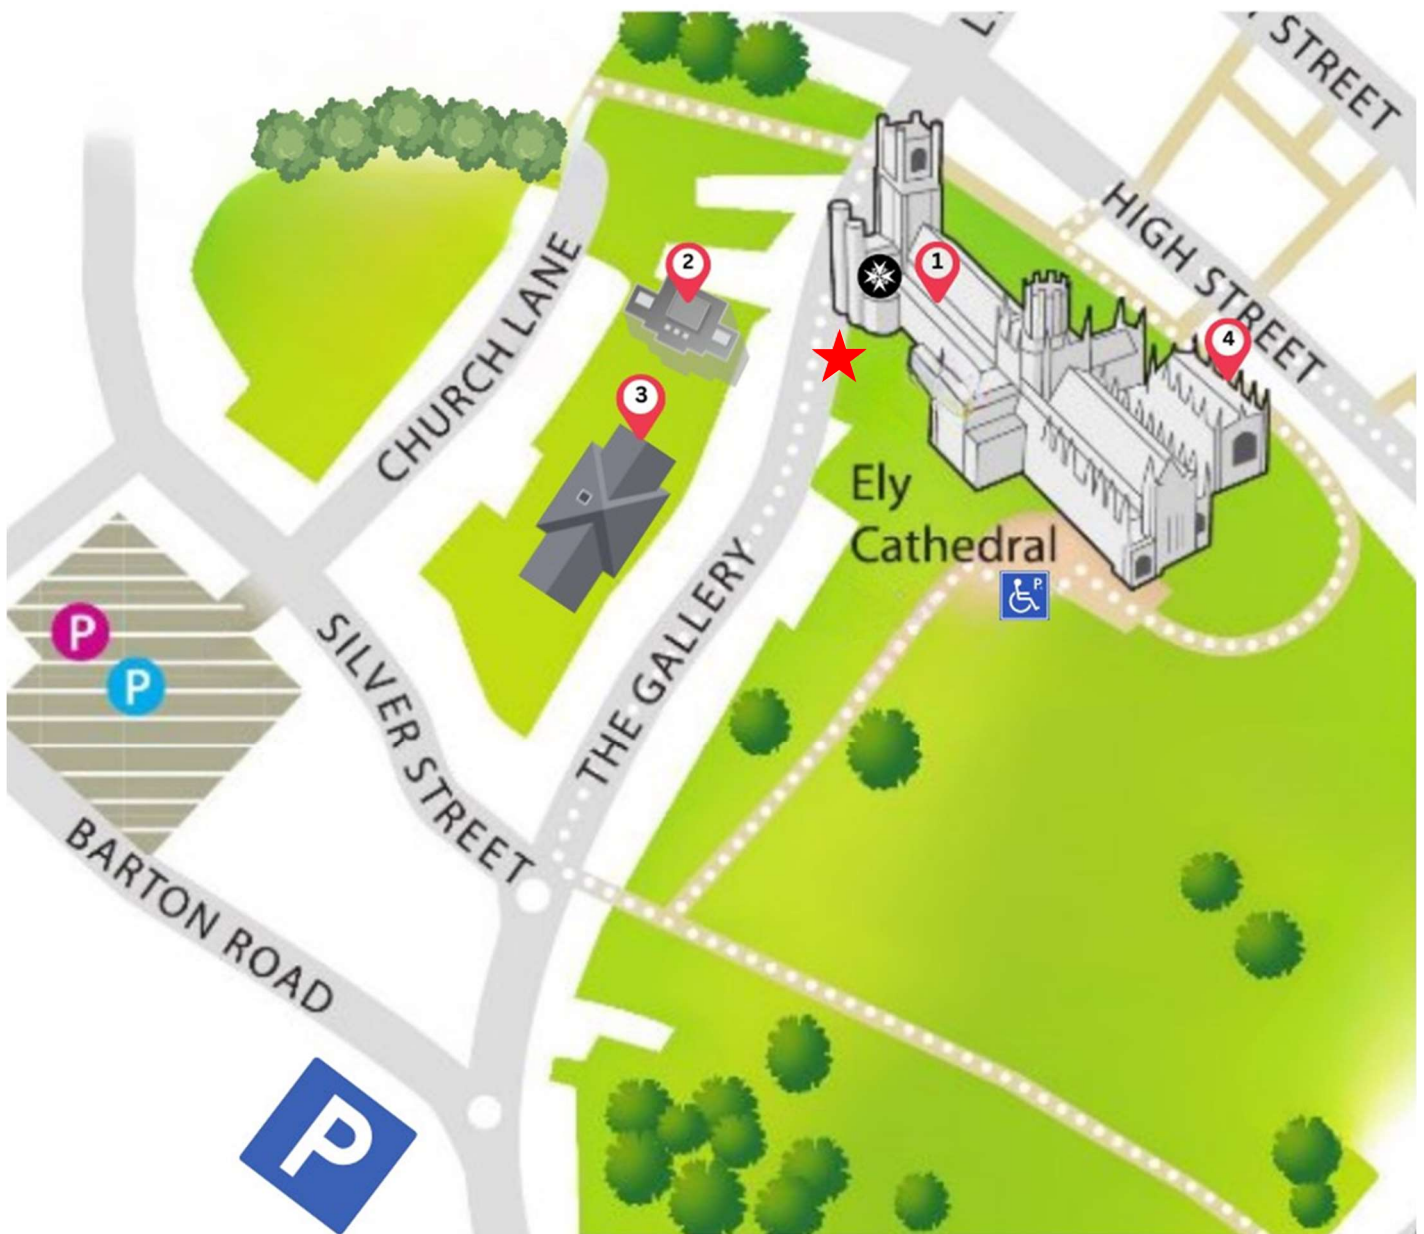 STREET
HIGH STREET
CHURCH LANE
2
1
4
3
Ely
Cathedral
P
P
P
THE GALLERY
SILVER STREET
BARTON ROAD
P